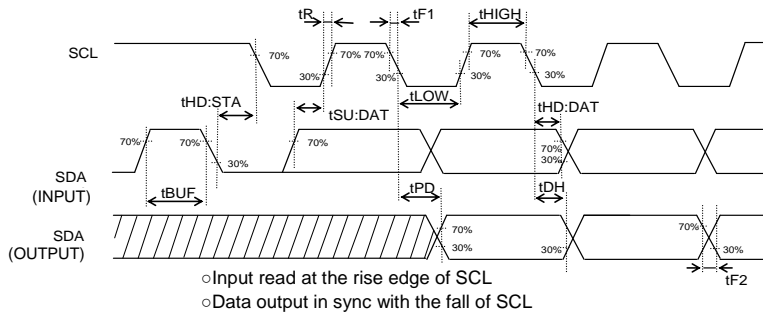 tR tF1 tHIGH
SCL 70% 70% 70% 70% 70%
30% 30% 30% 30%
tHD:STA tSU:DAT tLOW tHD:DAT
70% 70% 70% 70%
30% 30%
SDA
(INPUT)
tBUF tPD tDH
SDA
(OUTPUT)
70% 70%
30% 30% 30%
tF2
○Input read at the rise edge of SCL
○Data output in sync with the fall of SCL